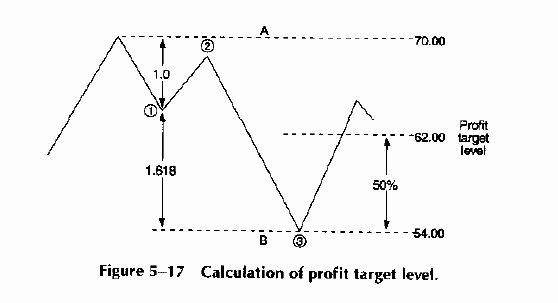 A
70.00
②
1.0
①
Profit
62.00 target
level
1.618
50%
B ③ 54.00
Figure 5–17 Calculation of profit target level.